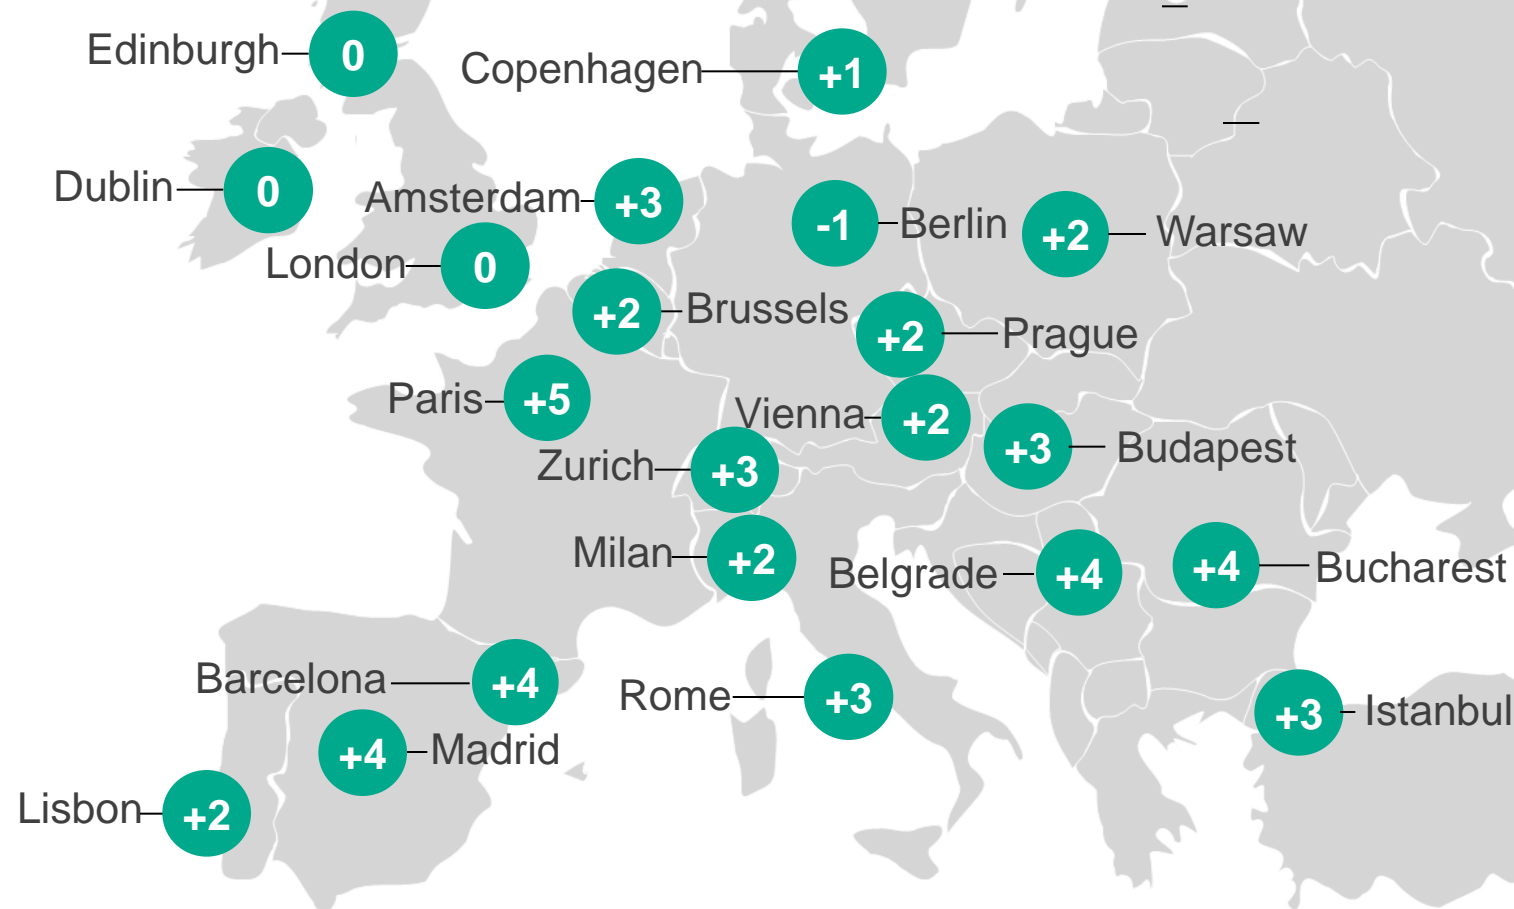 Edinburgh 0
Copenhagen +1
Dublin 0
Amsterdam +3
-1 Berlin
+2 Warsaw
London 0
+2 Brussels
+2 Prague
Paris +5
Vienna +2
+3 Budapest
Zurich +3
Milan +2
Belgrade +4
+4 Bucharest
Barcelona +4
Rome +3
+3 Istanbul
+4 Madrid
Lisbon +2